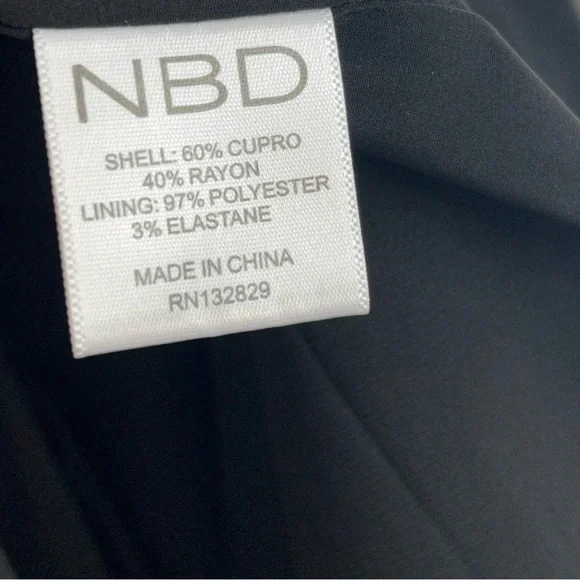 NBD
SHELL: 60% CUPRO
40% RAYON
LINING: 97% POLYESTER
3% ELASTANE
MADE IN CHINA
RN132829